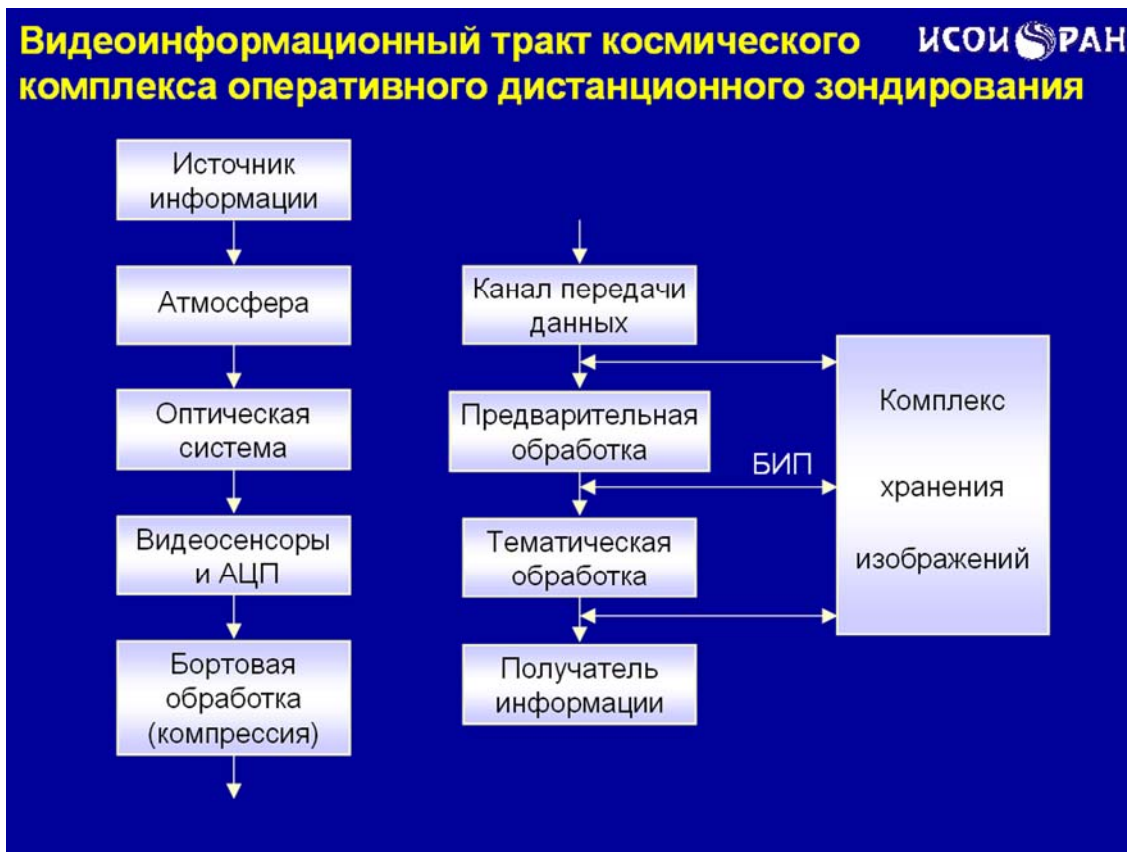 Видеоинформационный тракт космического
комплекса оперативного дистанционного зондирования
ИСОИ РАН
Источник
информации
Атмосфера
Оптическая
система
Видеосенсоры
и АЦП
Бортовая
обработка
(компрессия)
Канал передачи
данных
Предварительная
обработка
БИП
Тематическая
обработка
Получатель
информации
Комплекс
хранения
изображений